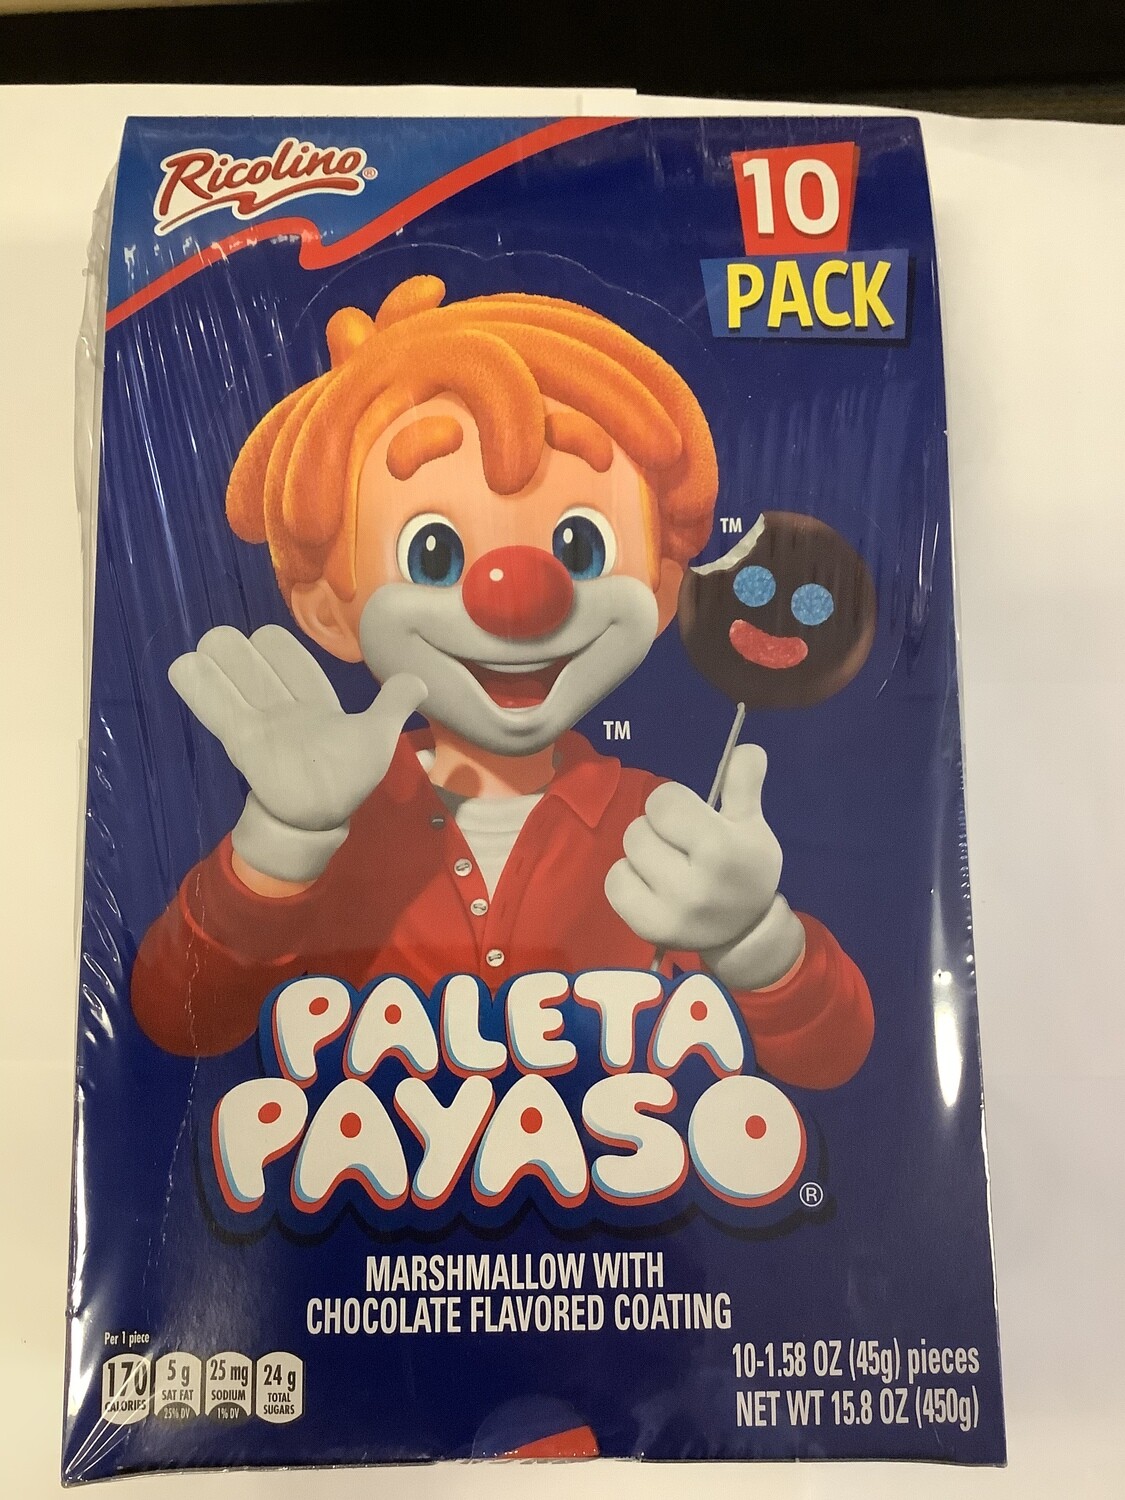 Ricolino®
10
PACK
TM
TM
PALETA
PAYASO®
MARSHMALLOW WITH
CHOCOLATE FLAVORED COATING
Per 1 piece
170
CALORIES
5 g
SAT FAT
25% DV
25 mg
SODIUM
1% DV
24 g
TOTAL
SUGARS
10-1.58 OZ (45g) pieces
NET WT 15.8 OZ (450g)